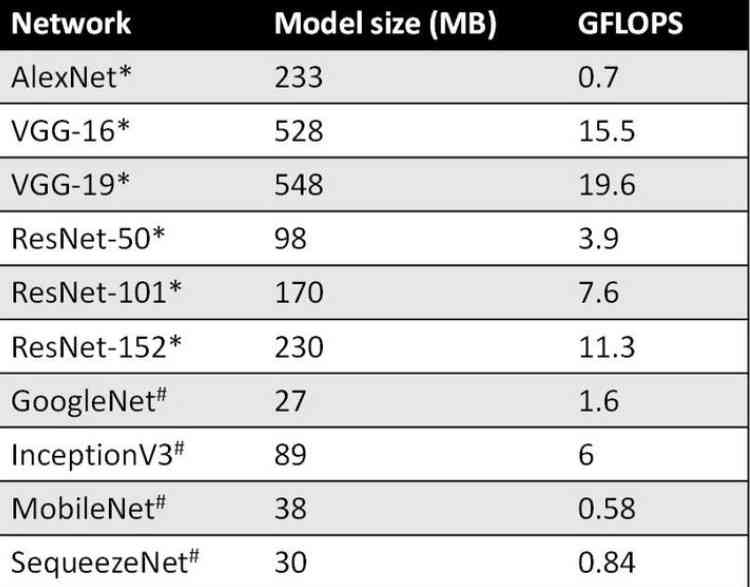 Network Model size (MB) GFLOPS
AlexNet* 233 0.7
VGG-16* 528 15.5
VGG-19* 548 19.6
ResNet-50* 98 3.9
ResNet-101* 170 7.6
ResNet-152* 230 11.3
GoogleNet# 27 1.6
InceptionV3# 89 6
MobileNet# 38 0.58
SequeezeNet# 30 0.84